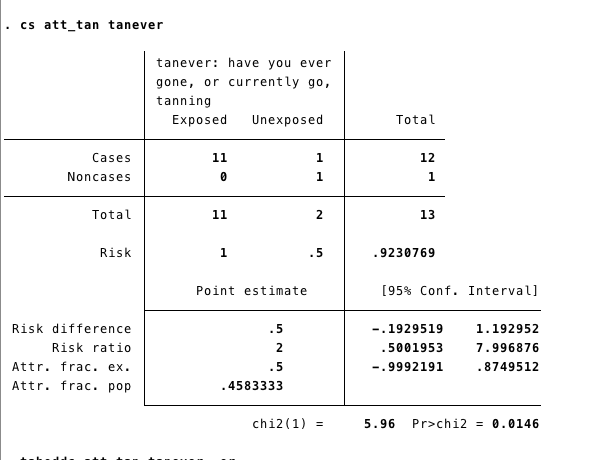 . cs att_tan tanever
tanever: have you ever
gone, or currently go,
tanning
Exposed Unexposed Total
Cases 11 1 12
Noncases 0 1 1
Total 11 2 13
Risk 1 .5 .9230769
Point estimate [95% Conf. Interval]
Risk difference .5 -.1929519 1.192952
Risk ratio 2 .5001953 7.996876
Attr. frac. ex. .5 -.9992191 .8749512
Attr. frac. pop .4583333
chi2(1) = 5.96 Pr>chi2 = 0.0146